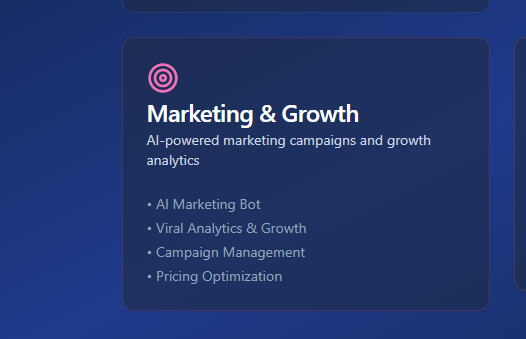 Marketing & Growth
AI-powered marketing campaigns and growth
analytics
• AI Marketing Bot
• Viral Analytics & Growth
• Campaign Management
• Pricing Optimization